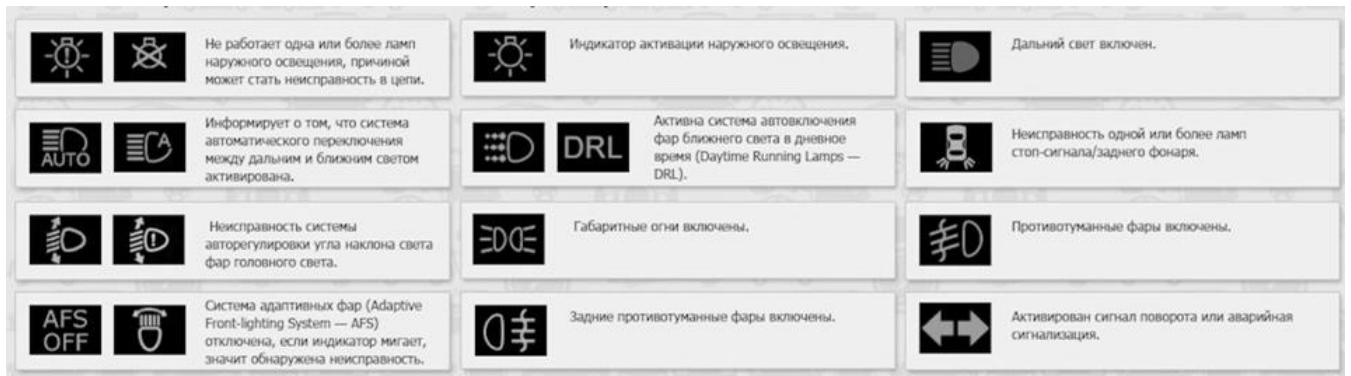 Не работает одна или более ламп
наружного освещения, причиной
может стать неисправность в цепи.
Индикатор активации наружного освещения.
Дальний свет включен.
AUTO
A
Информирует о том, что система
автоматического переключения
между дальним и ближним светом
активирована.
DRL
Активна система автовключения
фар ближнего света в дневное
время (Daytime Running Lamps —
DRL).
Неисправность одной или более ламп
стоп-сигнала/заднего фонаря.
Неисправность системы
авторегулировки угла наклона света
фар головного света.
Габаритные огни включены.
Противотуманные фары включены.
AFS
OFF
Система адаптивных фар (Adaptive
Front-lighting System — AFS)
отключена, если индикатор мигает,
значит обнаружена неисправность.
Задние противотуманные фары включены.
Активирован сигнал поворота или аварийная
сигнализация.